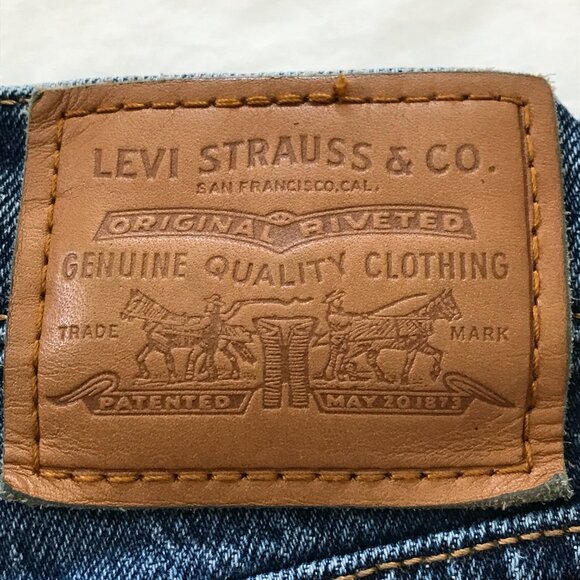 LEVI STRAUSS & CO.
SAN FRANCISCO, CAL.
ORIGINAL RIVETED
GENUINE QUALITY CLOTHING
TRADE MARK
PATENTED MAY 20 1873